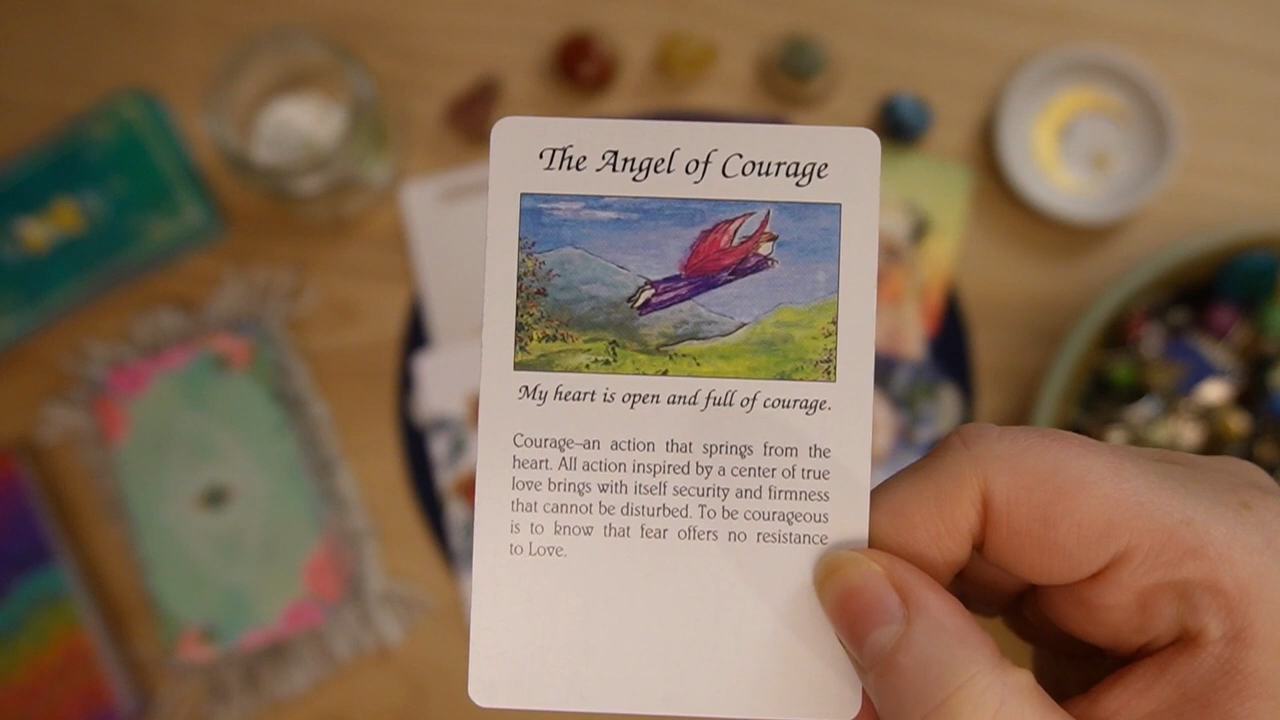 The Angel of Courage
My heart is open and full of courage.
Courage–an action that springs from the
heart. All action inspired by a center of true
love brings with itself security and firmness
that cannot be disturbed. To be courageous
is to know that fear offers no resistance
to Love.